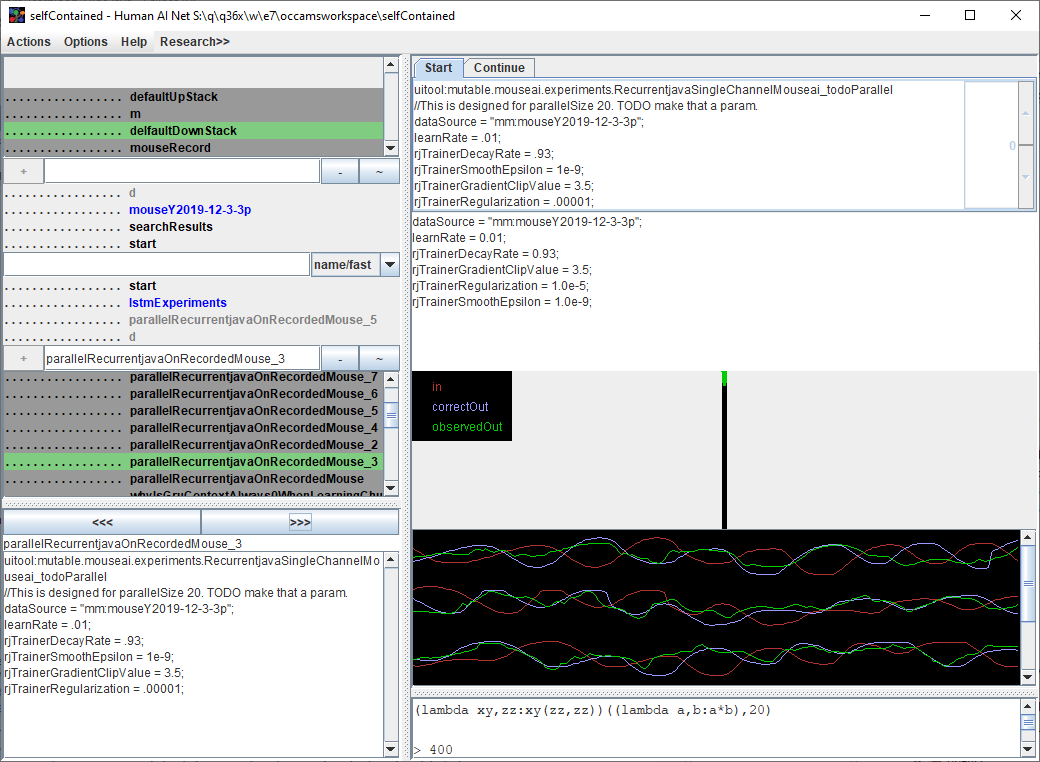 selfContained - Human AI Net S:\q\q36x\w\e7\occamsworkspace\selfContained
Actions Options Help Research>>
................. defaultUpStack
................. m
................. delfaultDownStack
................. mouseRecord
+ - ~
................. d
................. mouseY2019-12-3-3p
................. searchResults
................. start
name/fast
................. start
................. lstmExperiments
................. parallelRecurrentjavaOnRecordedMouse_5
................. d
+ parallelRecurrentjavaOnRecordedMouse_3 - ~
................. parallelRecurrentjavaOnRecordedMouse_7
................. parallelRecurrentjavaOnRecordedMouse_6
................. parallelRecurrentjavaOnRecordedMouse_5
................. parallelRecurrentjavaOnRecordedMouse_4
................. parallelRecurrentjavaOnRecordedMouse_2
................. parallelRecurrentjavaOnRecordedMouse_3
................. parallelRecurrentjavaOnRecordedMouse
<<< >>>
parallelRecurrentjavaOnRecordedMouse_3
uitool:mutable.mouseai.experiments.RecurrentjavaSingleChannelMo
useai_todoParallel
//This is designed for parallelSize 20. TODO make that a param.
dataSource = "mm:mouseY2019-12-3-3p";
learnRate = .01;
rjTrainerDecayRate = .93;
rjTrainerSmoothEpsilon = 1e-9;
rjTrainerGradientClipValue = 3.5;
rjTrainerRegularization = .00001;
Start Continue
uitool:mutable.mouseai.experiments.RecurrentjavaSingleChannelMouseai_todoParallel
//This is designed for parallelSize 20. TODO make that a param.
dataSource = "mm:mouseY2019-12-3-3p";
learnRate = .01;
rjTrainerDecayRate = .93;
rjTrainerSmoothEpsilon = 1e-9;
rjTrainerGradientClipValue = 3.5;
rjTrainerRegularization = .00001;
0
dataSource = "mm:mouseY2019-12-3-3p";
learnRate = 0.01;
rjTrainerDecayRate = 0.93;
rjTrainerGradientClipValue = 3.5;
rjTrainerRegularization = 1.0e-5;
rjTrainerSmoothEpsilon = 1.0e-9;
in
correctOut
observedOut
(lambda xy,zz:xy(zz,zz))((lambda a,b:a*b),20)
> 400